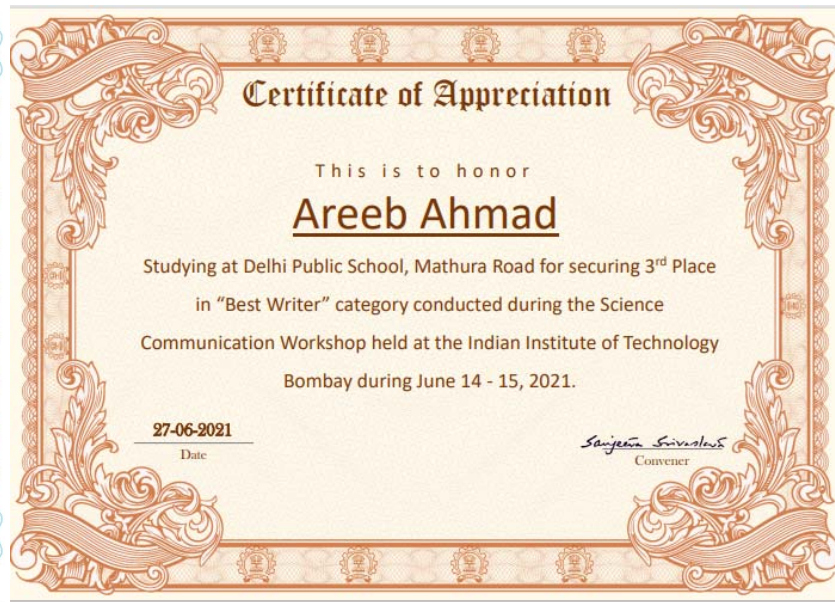 Certificate of Appreciation
This is to honor
Areeb Ahmad
Studying at Delhi Public School, Mathura Road for securing 3rd Place
in “Best Writer” category conducted during the Science
Communication Workshop held at the Indian Institute of Technology
Bombay during June 14 - 15, 2021.
27-06-2021
Date
Sanjeeva Srivastava
Convener